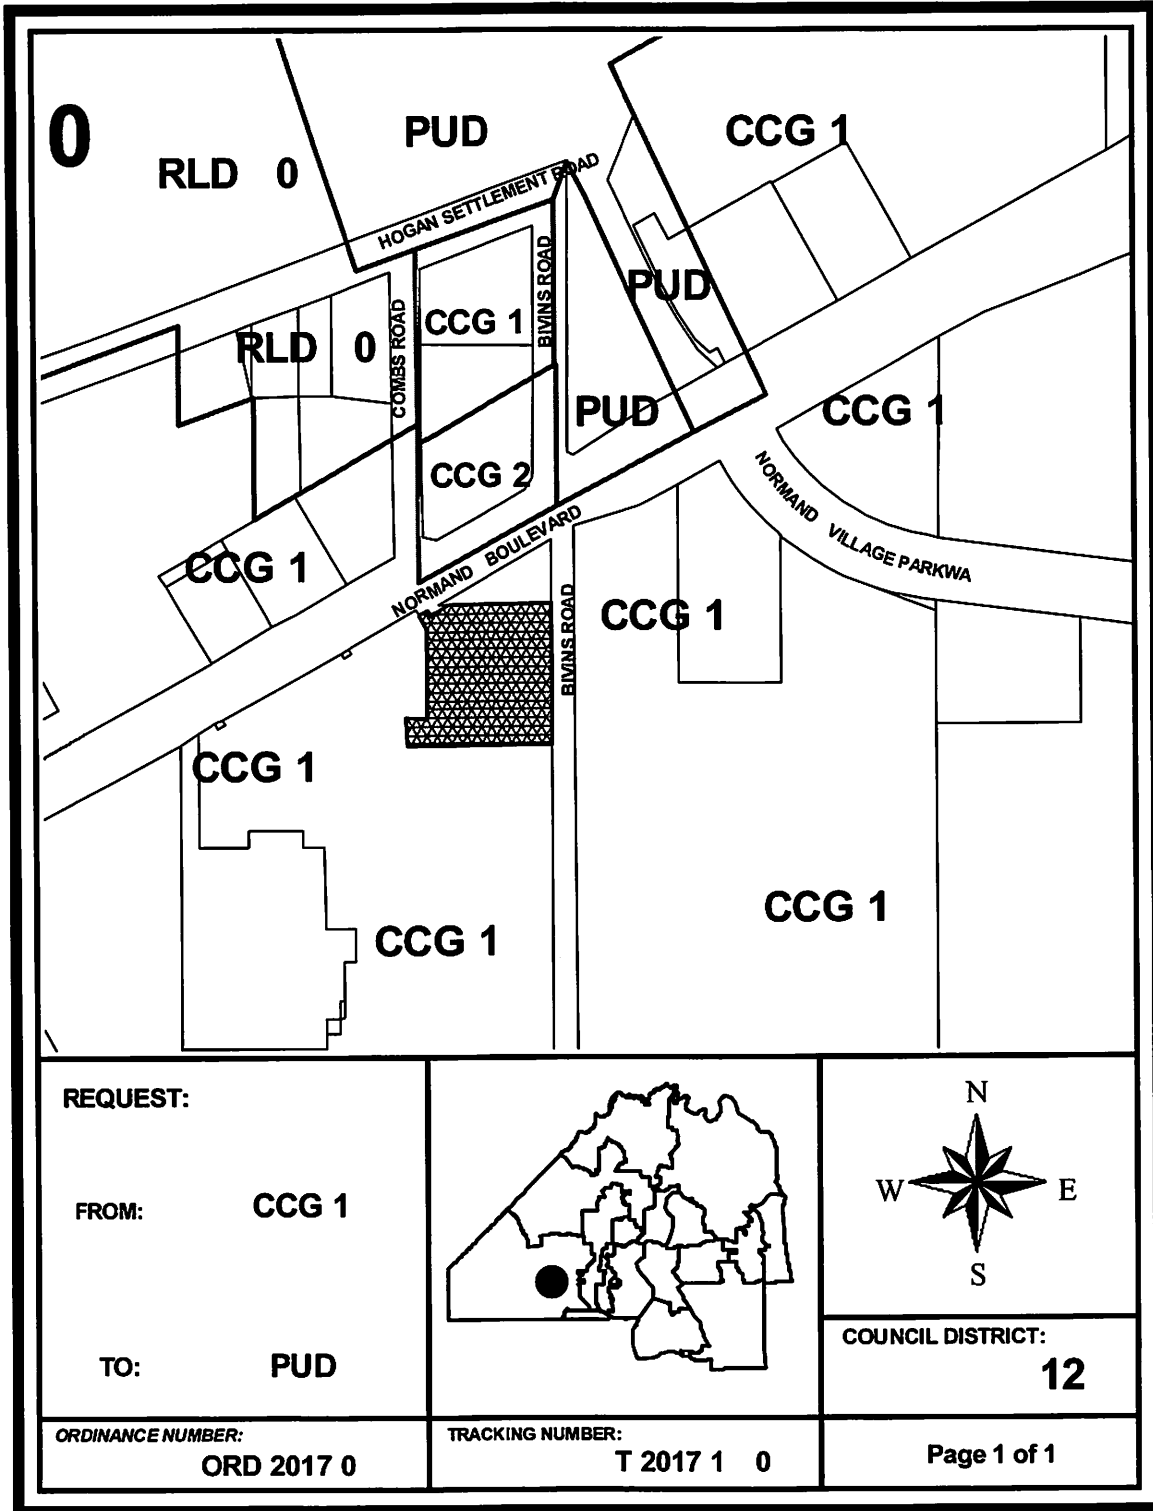 0
PUD
CCG 1
RLD 0
HOGAN SETTLEMENT ROAD
PUD
BIVINS ROAD
CCG 1
COMBS ROAD
RLD 0
PUD
CCG 1
CCG 2
NORMAND VILLAGE PARKWA
NORMAND BOULEVARD
CCG 1
BIVINS ROAD
CCG 1
CCG 1
CCG 1
CCG 1
REQUEST:
FROM: CCG 1
TO: PUD
N
W E
S
COUNCIL DISTRICT:
12
ORDINANCE NUMBER:
ORD 2017 0
TRACKING NUMBER:
T 2017 1 0
Page 1 of 1